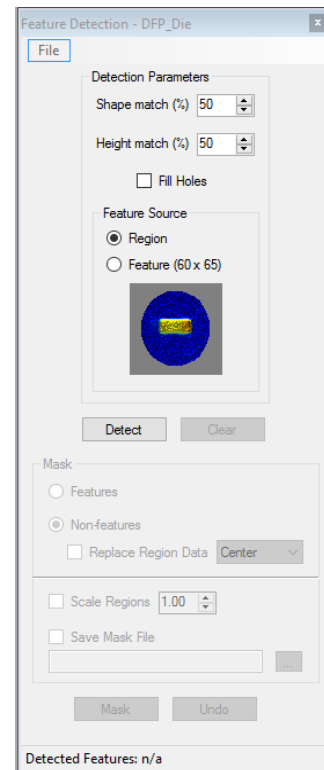 Feature Detection - DFP_Die
x
File
Detection Parameters
Shape match (%) 50
Height match (%) 50
Fill Holes
Feature Source
Region
Feature (60 x 65)
Detect Clear
Mask
Features
Non-features
Replace Region Data Center
Scale Regions 1.00
Save Mask File
...
Mask Undo
Detected Features: n/a